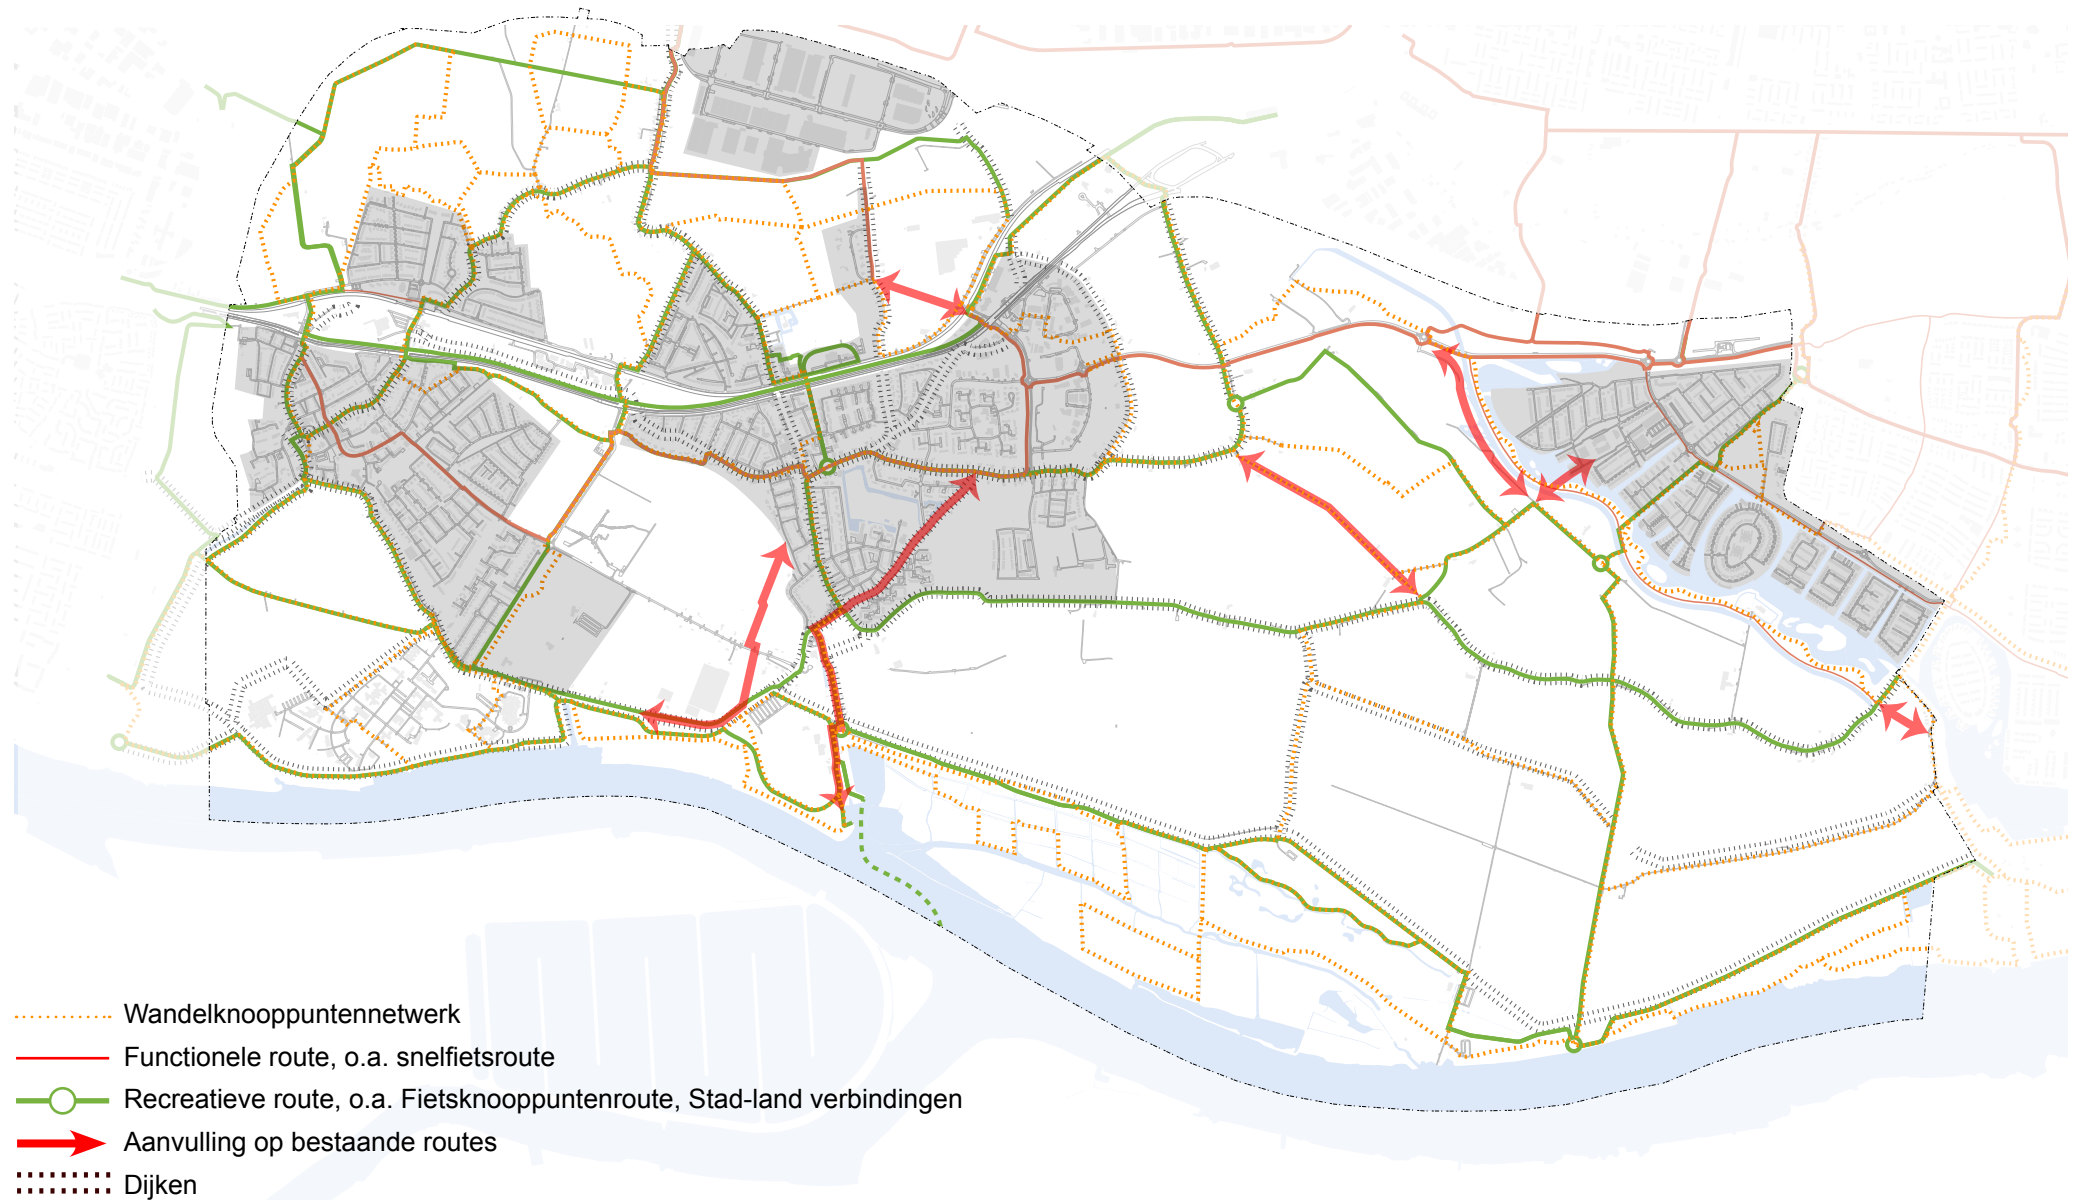 Wandelknooppuntennetwerk
Functionele route, o.a. snelfietsroute
Recreatieve route, o.a. Fietsknooppuntenroute, Stad-land verbindingen
Aanvulling op bestaande routes
Dijken